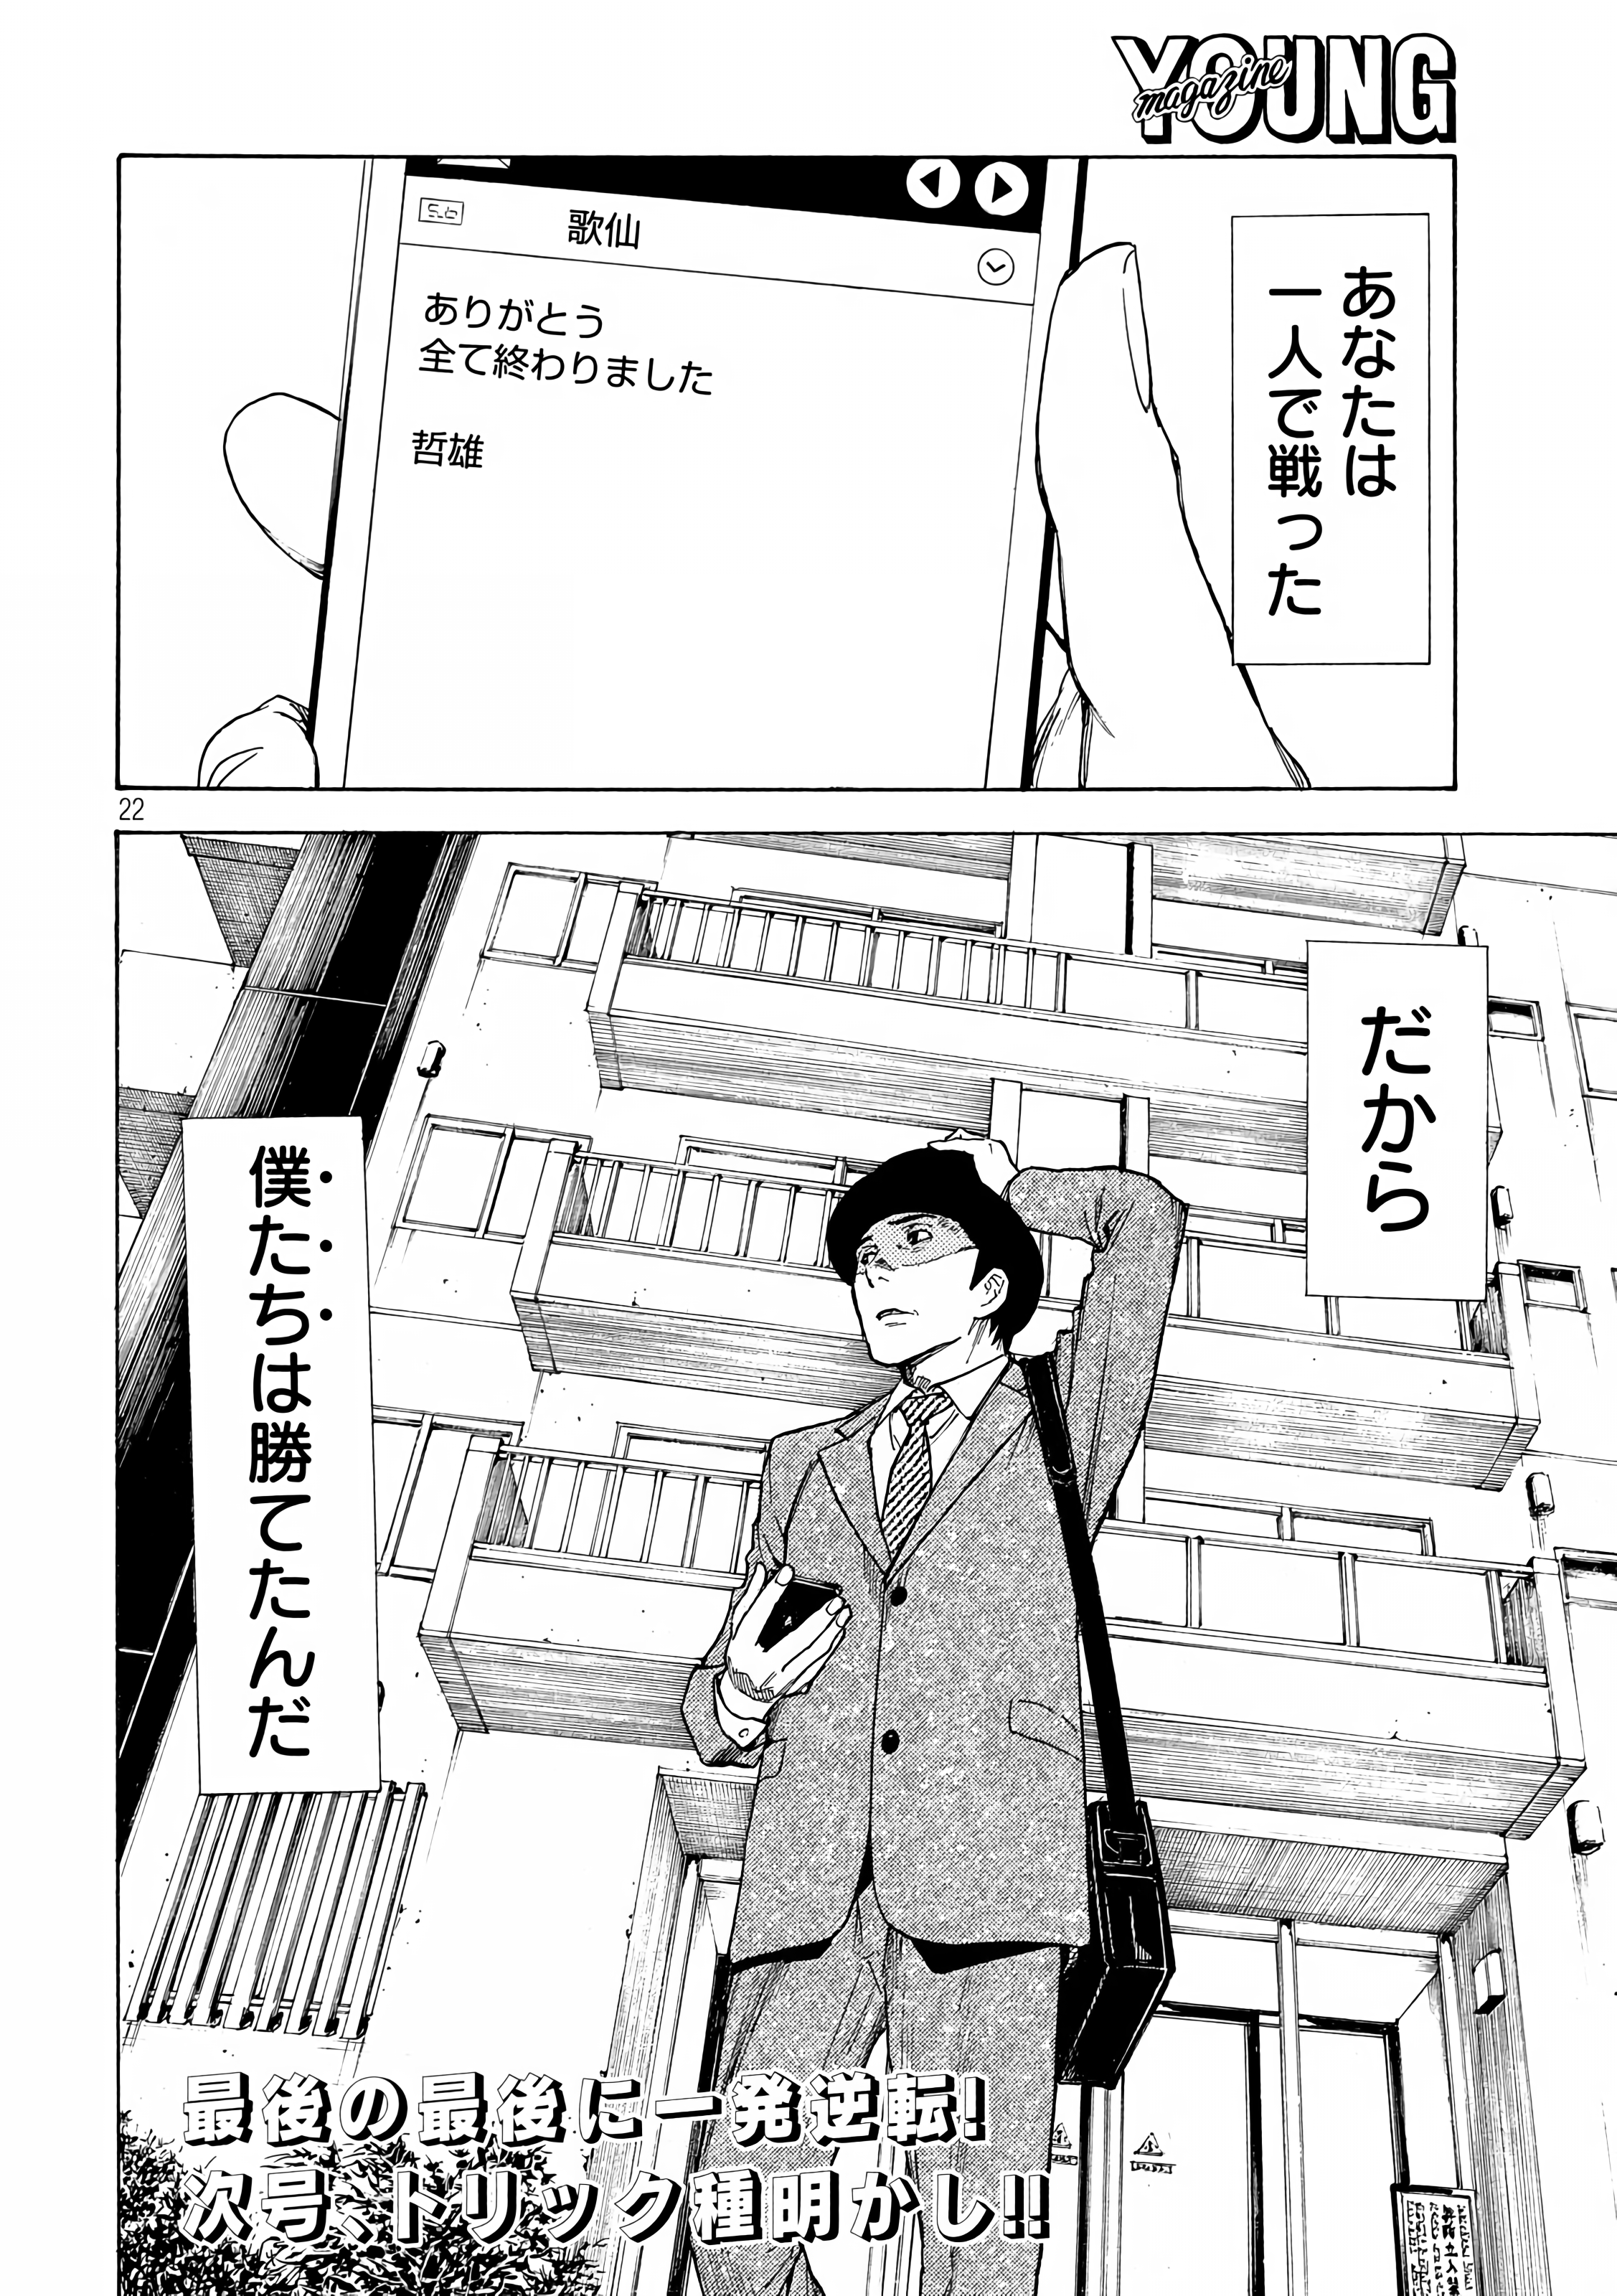 YOUNG
magazine
あなたは
一人で戦った
歌仙
ありがとう
全て終わりました
哲雄
22
だから
僕たちは勝てたんだ
最後の最後に一発逆転!
次号、トリック種明かし!!